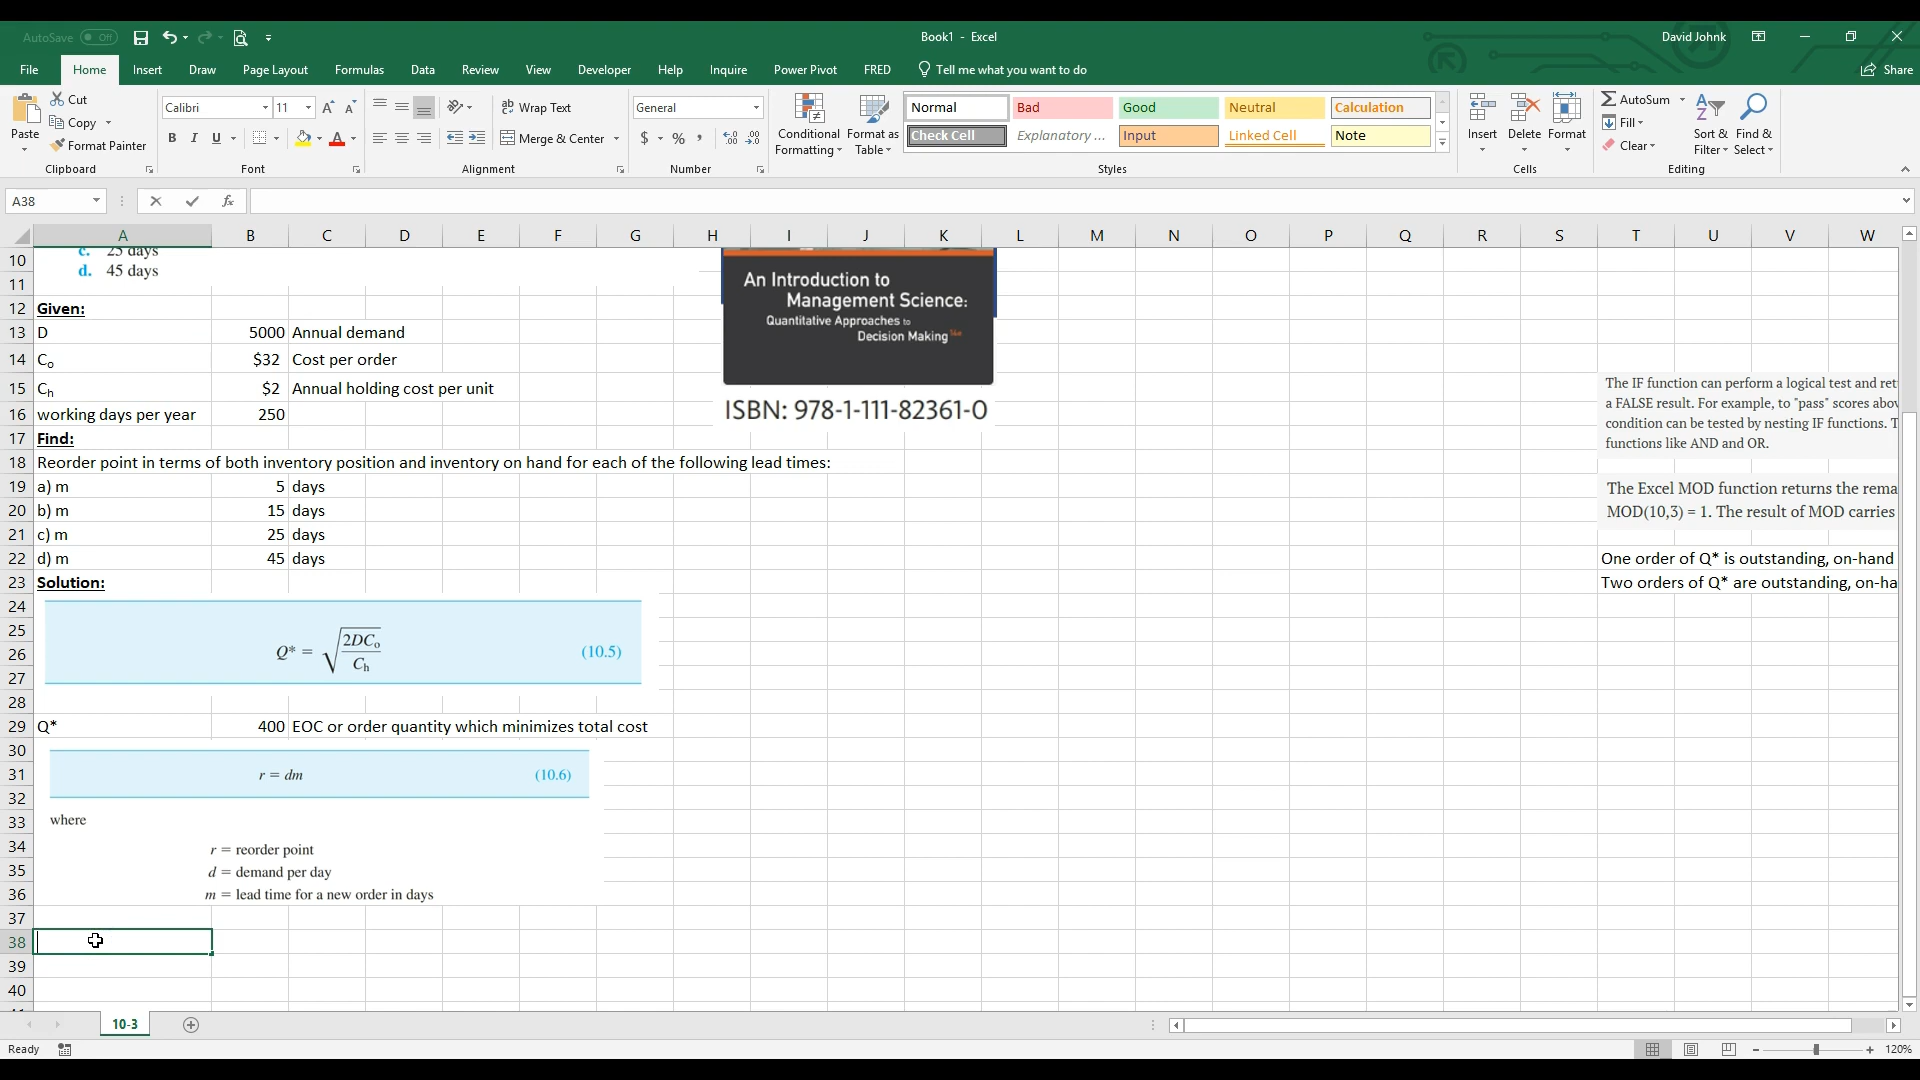 AutoSave Off
Book1 - Excel
David Johnk
File Home Insert Draw Page Layout Formulas Data Review View Developer Help Inquire Power Pivot FRED Tell me what you want to do Share
Paste
Cut
Copy
Format Painter
Clipboard
Calibri 11
B I U
Font
Wrap Text
Merge & Center
Alignment
General
$ % ,
Number
Conditional Formatting
Format as Table
Normal Bad Good Neutral Calculation
Check Cell Explanatory ... Input Linked Cell Note
Styles
Insert Delete Format
Cells
AutoSum
Fill
Clear
Sort & Filter
Find & Select
Editing
A38
fx
A B C D E F G H I J K L M N O P Q R S T U V W
c. 25 days
10 d. 45 days
11
12 Given:
13 D 5000 Annual demand
14 Co $32 Cost per order
15 Ch $2 Annual holding cost per unit
16 working days per year 250
17 Find:
18 Reorder point in terms of both inventory position and inventory on hand for each of the following lead times:
19 a) m 5 days
20 b) m 15 days
21 c) m 25 days
22 d) m 45 days
23 Solution:
24
25
26 Q* = √2DCo/Ch (10.5)
27
28
29 Q* 400 EOC or order quantity which minimizes total cost
30
31 r = dm (10.6)
32
33 where
34 r = reorder point
35 d = demand per day
36 m = lead time for a new order in days
37
38
39
40
An Introduction to
Management Science:
Quantitative Approaches to
Decision Making
ISBN: 978-1-111-82361-0
The IF function can perform a logical test and ret
a FALSE result. For example, to "pass" scores abov
condition can be tested by nesting IF functions. T
functions like AND and OR.
The Excel MOD function returns the rema
MOD(10,3) = 1. The result of MOD carries
One order of Q* is outstanding, on-hand
Two orders of Q* are outstanding, on-ha
10-3
Ready
120%